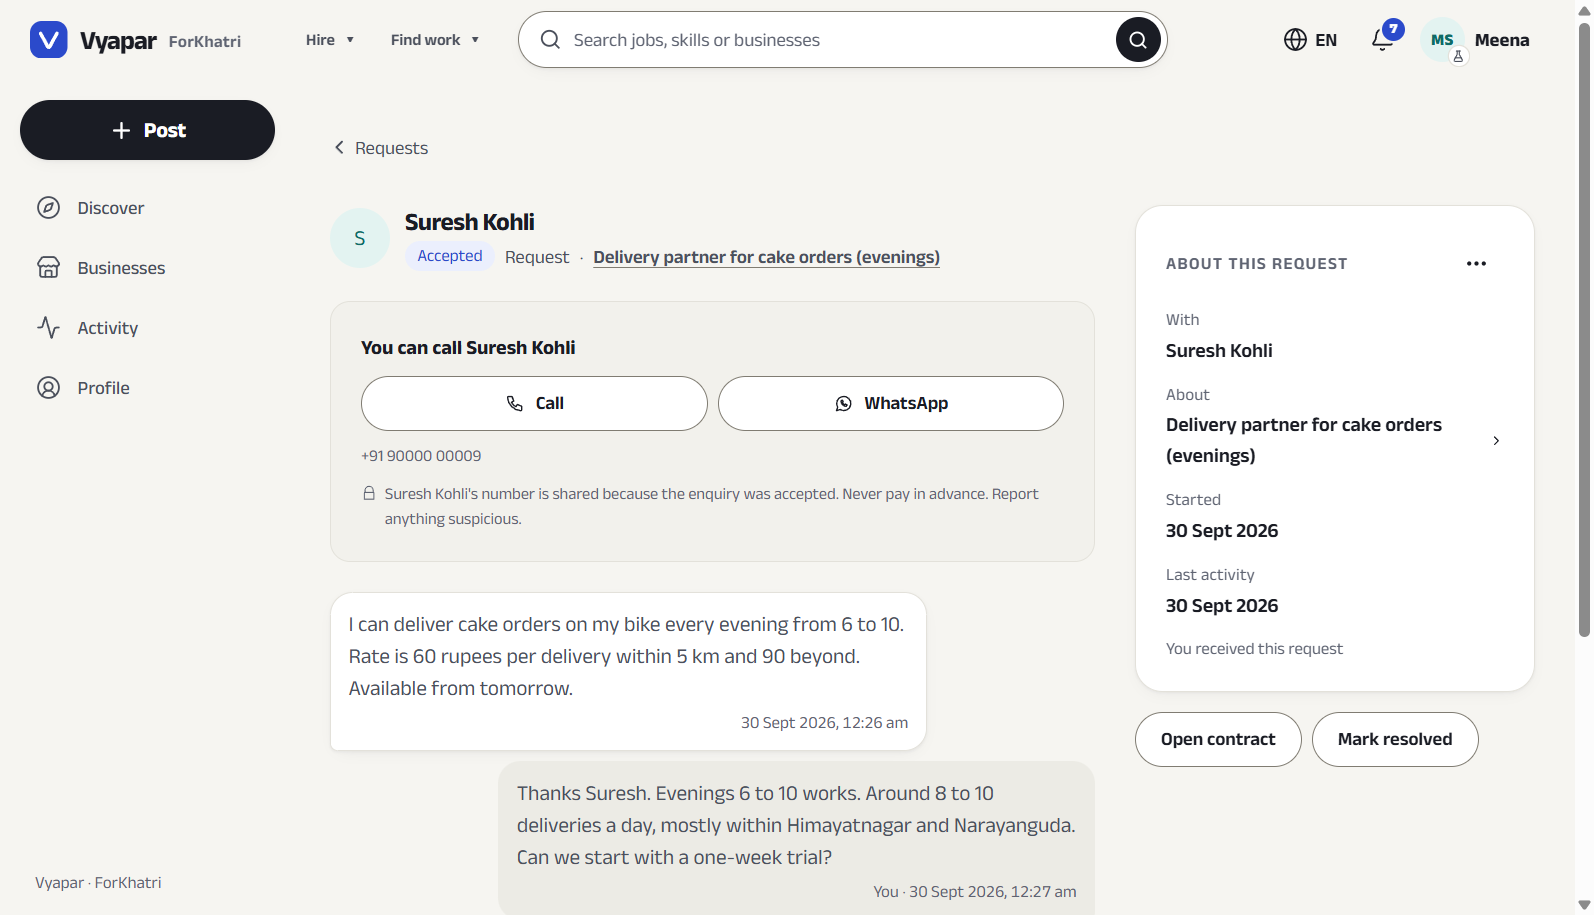 Vyapar ForKhatri
Hire
Find work
Search jobs, skills or businesses
EN
7
MS
Meena
Post
Discover
Businesses
Activity
Profile
Vyapar · ForKhatri
Requests
S
Suresh Kohli
Accepted Request · Delivery partner for cake orders (evenings)
You can call Suresh Kohli
Call
WhatsApp
+91 90000 00009
Suresh Kohli's number is shared because the enquiry was accepted. Never pay in advance. Report
anything suspicious.
I can deliver cake orders on my bike every evening from 6 to 10.
Rate is 60 rupees per delivery within 5 km and 90 beyond.
Available from tomorrow.
30 Sept 2026, 12:26 am
Thanks Suresh. Evenings 6 to 10 works. Around 8 to 10
deliveries a day, mostly within Himayatnagar and Narayanguda.
Can we start with a one-week trial?
You · 30 Sept 2026, 12:27 am
ABOUT THIS REQUEST
With
Suresh Kohli
About
Delivery partner for cake orders
(evenings)
Started
30 Sept 2026
Last activity
30 Sept 2026
You received this request
Open contract
Mark resolved